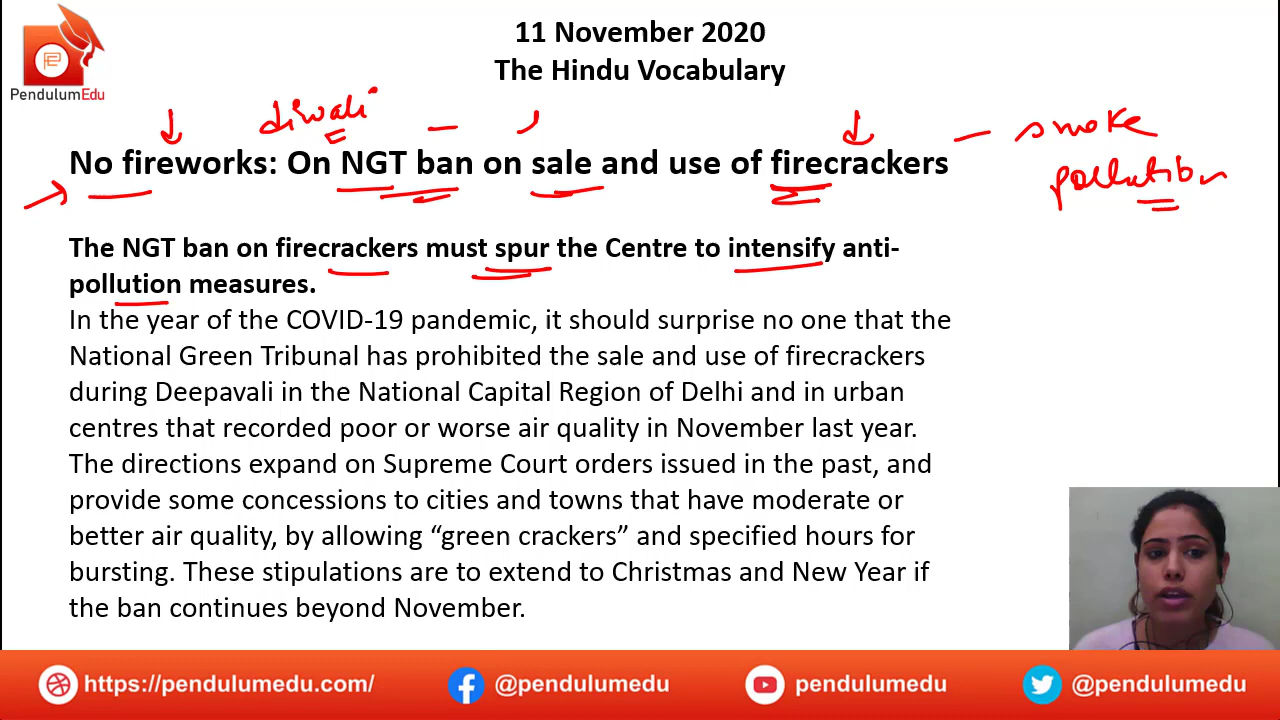 11 November 2020
The Hindu Vocabulary
PendulumEdu
diwali
smoke
pollution
No fireworks: On NGT ban on sale and use of firecrackers
The NGT ban on firecrackers must spur the Centre to intensify anti-
pollution measures.
In the year of the COVID-19 pandemic, it should surprise no one that the
National Green Tribunal has prohibited the sale and use of firecrackers
during Deepavali in the National Capital Region of Delhi and in urban
centres that recorded poor or worse air quality in November last year.
The directions expand on Supreme Court orders issued in the past, and
provide some concessions to cities and towns that have moderate or
better air quality, by allowing “green crackers” and specified hours for
bursting. These stipulations are to extend to Christmas and New Year if
the ban continues beyond November.
https://pendulumedu.com/ @pendulumedu pendulumedu @pendulumedu